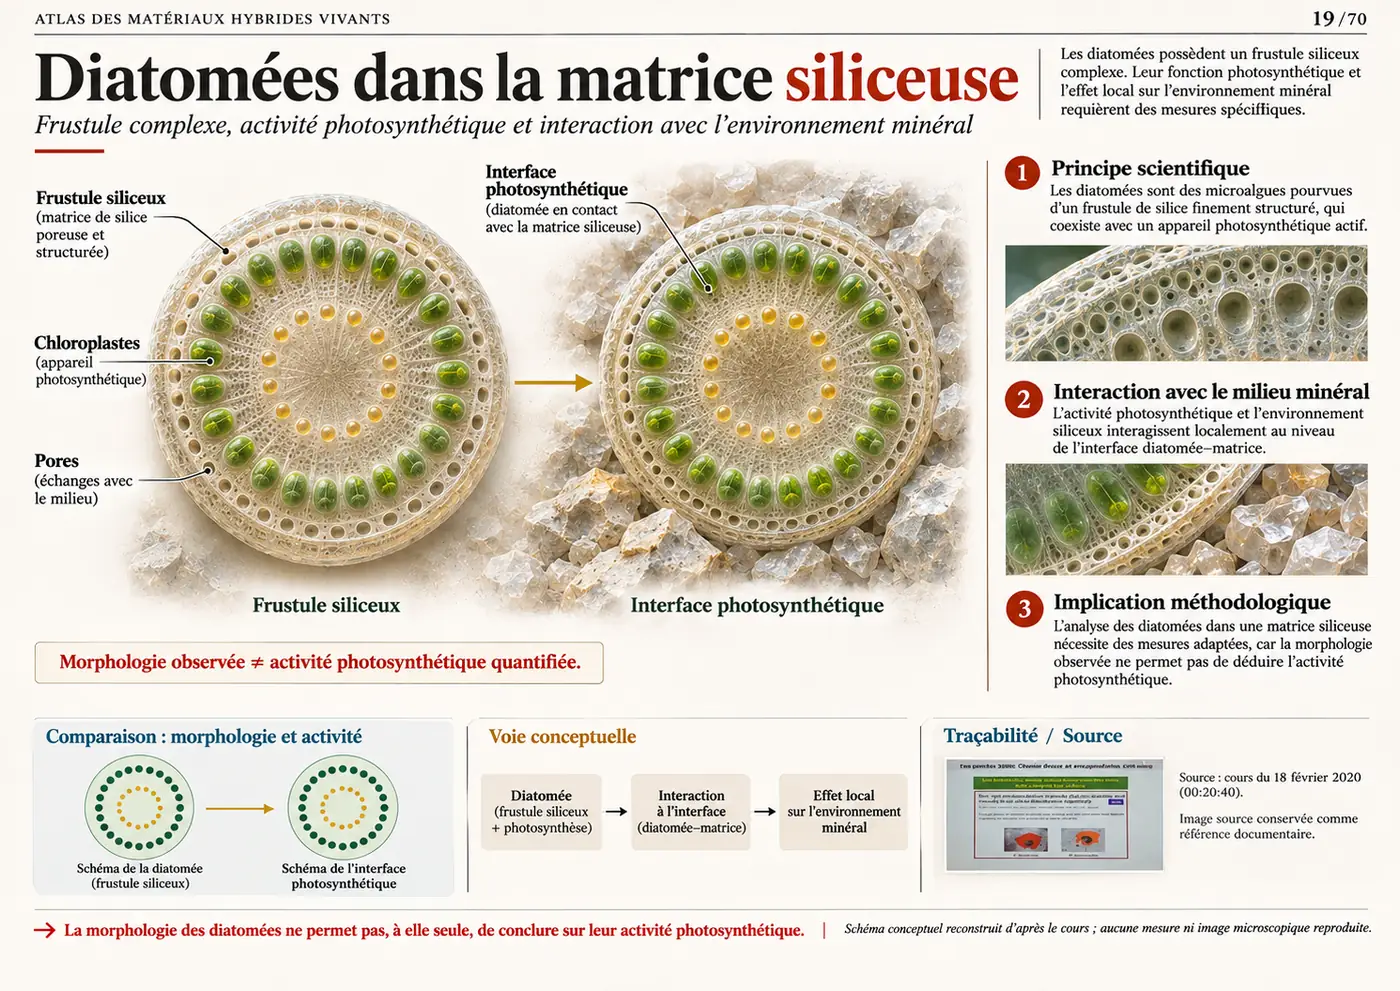 ATLAS DES MATÉRIAUX HYBRIDES VIVANTS
19/70
Diatomées dans la matrice siliceuse
Frustule complexe, activité photosynthétique et interaction avec l'environnement minéral
Les diatomées possèdent un frustule siliceux
complexe. Leur fonction photosynthétique et
l'effet local sur l'environnement minéral
requièrent des mesures spécifiques.
Frustule siliceux
(matrice de silice
poreuse et
structurée)
Chloroplastes
(appareil
photosynthétique)
Pores
(échanges avec
le milieu)
Interface
photosynthétique
(diatomée en contact
avec la matrice siliceuse)
Frustule siliceux
Interface photosynthétique
1 Principe scientifique
Les diatomées sont des microalgues pourvues
d'un frustule de silice finement structuré, qui
coexiste avec un appareil photosynthétique actif.
2 Interaction avec le milieu minéral
L'activité photosynthétique et l'environnement
siliceux interagissent localement au niveau
de l'interface diatomée–matrice.
3 Implication méthodologique
L'analyse des diatomées dans une matrice siliceuse
nécessite des mesures adaptées, car la morphologie
observée ne permet pas de déduire l'activité
photosynthétique.
Morphologie observée ≠ activité photosynthétique quantifiée.
Comparaison : morphologie et activité
Schéma de la diatomée
(frustule siliceux)
Schéma de l'interface
photosynthétique
Voie conceptuelle
Diatomée
(frustule siliceux
+ photosynthèse)
Interaction
à l'interface
(diatomée–matrice)
Effet local
sur l'environnement
minéral
Traçabilité / Source
Source : cours du 18 février 2020
(00:20:40).
Image source conservée comme
référence documentaire.
→ La morphologie des diatomées ne permet pas, à elle seule, de conclure sur leur activité photosynthétique.
Schéma conceptuel reconstruit d'après le cours ; aucune mesure ni image microscopique reproduite.